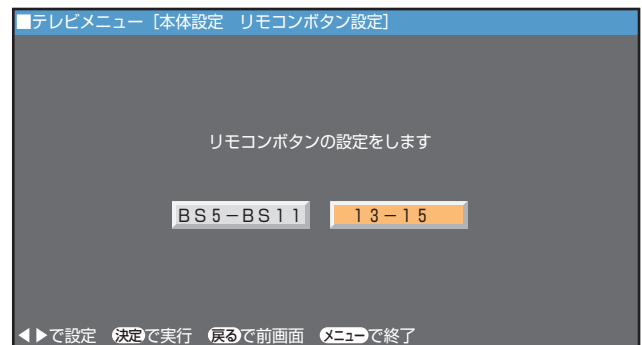 ■テレビメニュー［本体設定　リモコンボタン設定］
リモコンボタンの設定をします
ＢＳ５－ＢＳ１１　１３－１５
◀▶で設定　決定で実行　戻るで前画面　メニューで終了